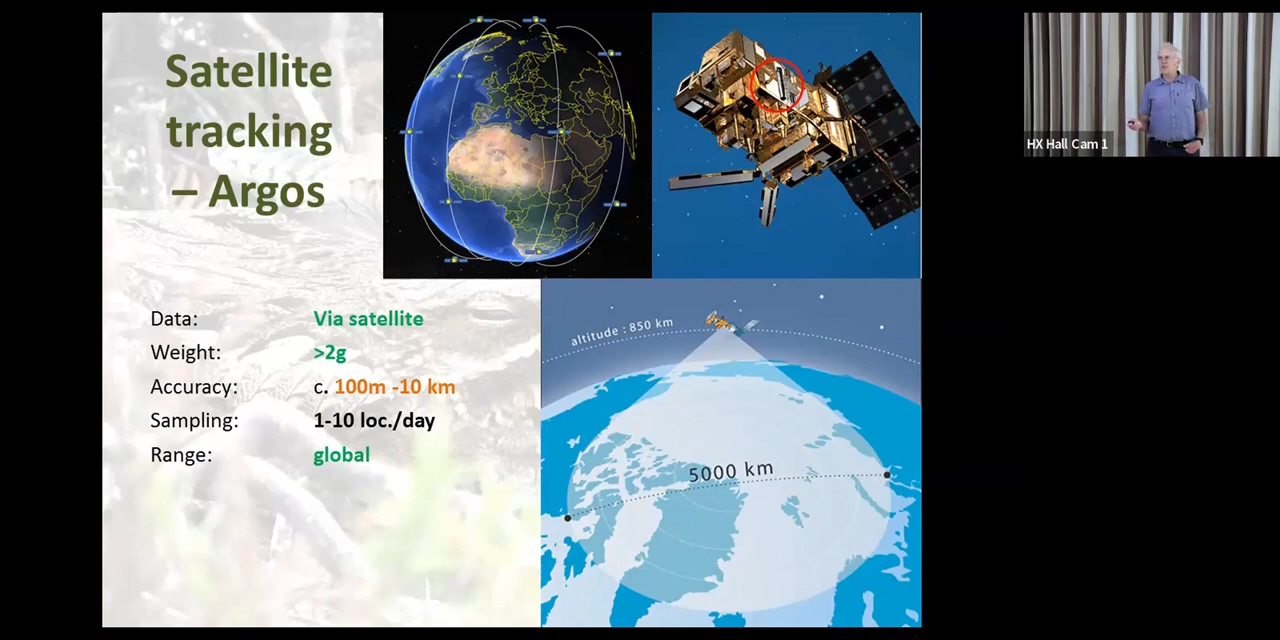 Satellite
tracking
– Argos
Data: Via satellite
Weight: >2g
Accuracy: c. 100m -10 km
Sampling: 1-10 loc./day
Range: global
altitude : 850 km
5000 km
HX Hall Cam 1